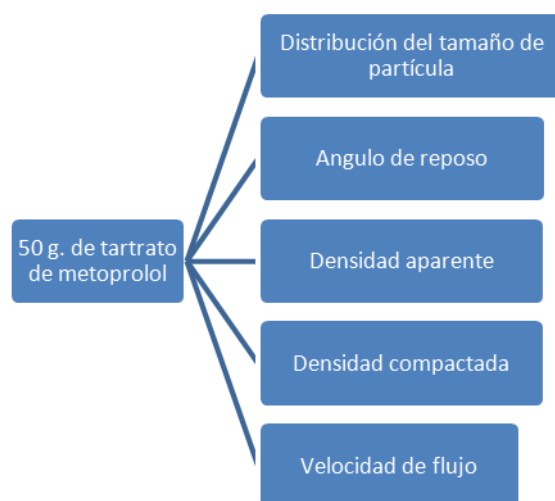 50 g. de tartrato
de metoprolol
Distribución del tamaño de
partícula
Angulo de reposo
Densidad aparente
Densidad compactada
Velocidad de flujo